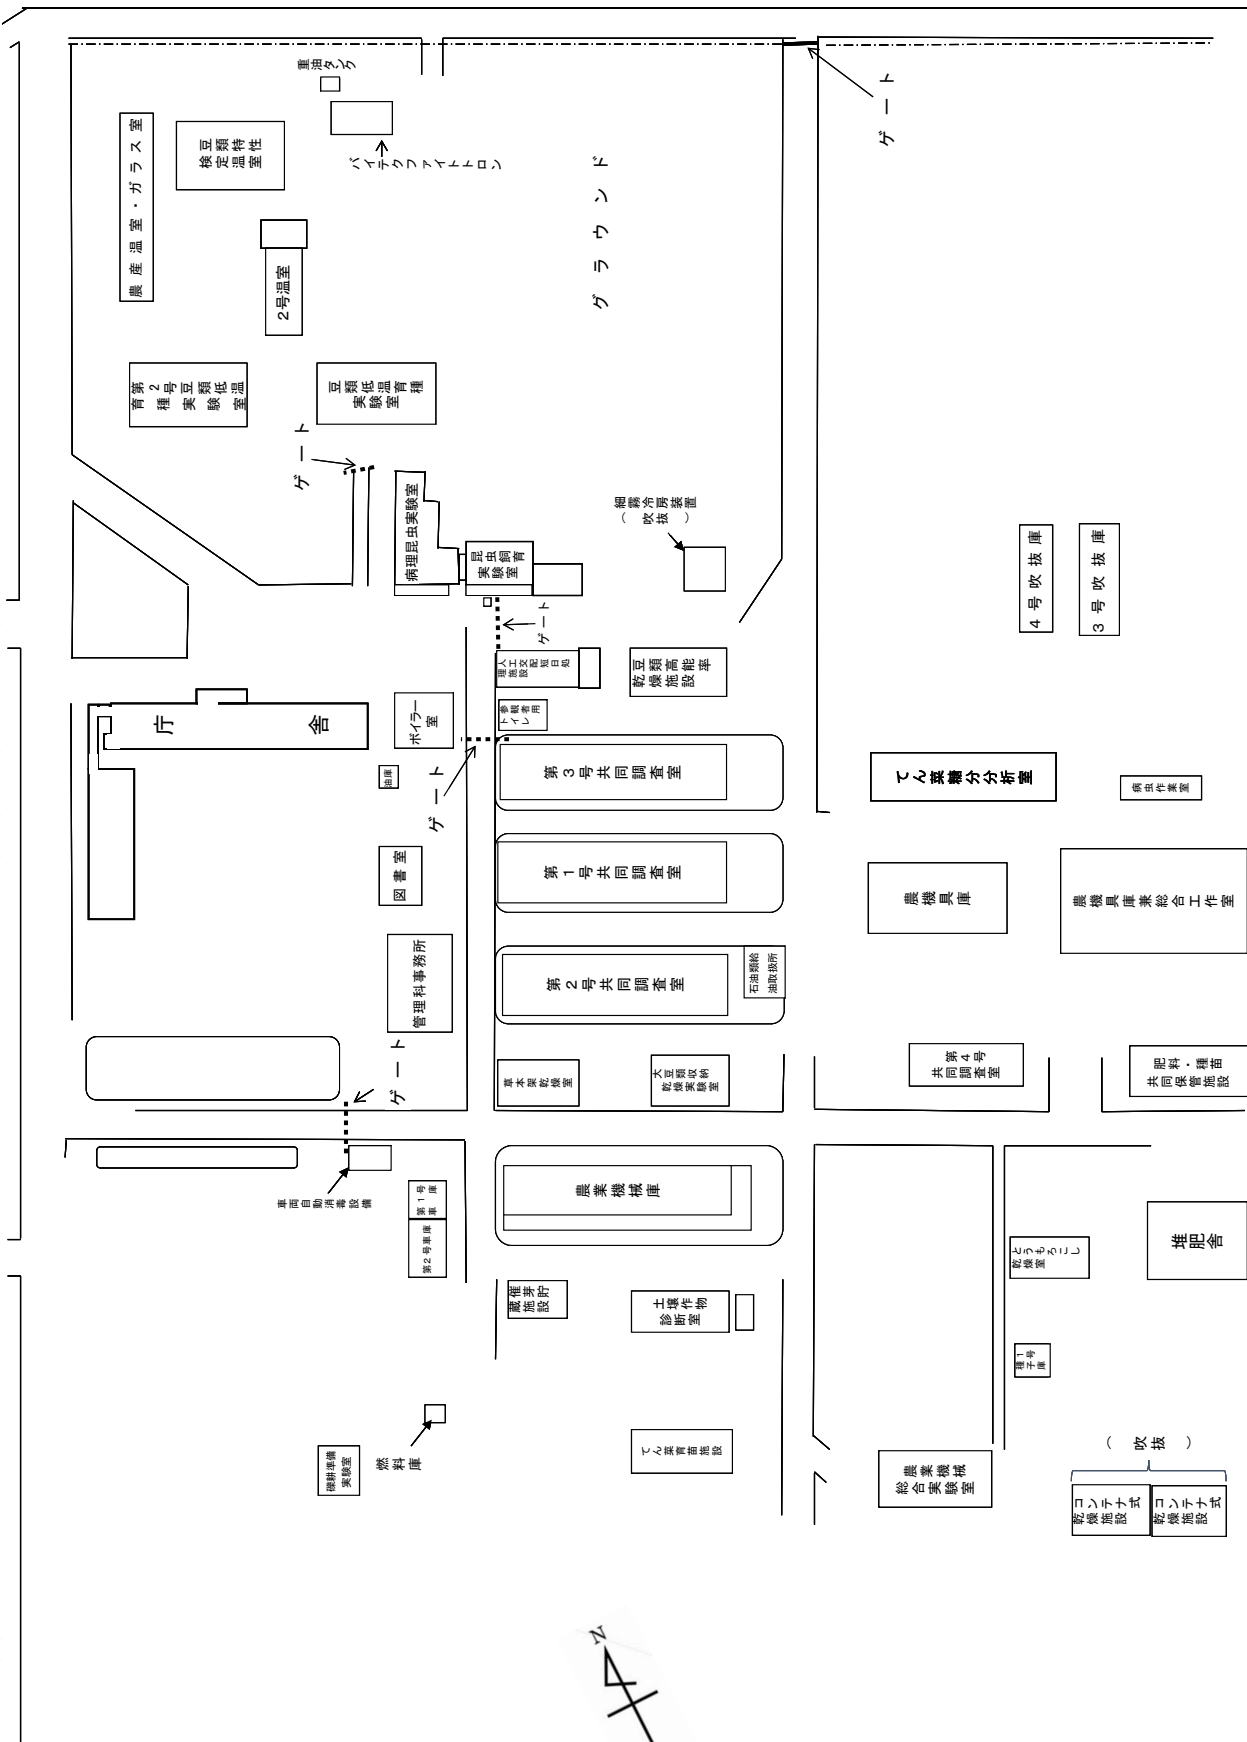 重油タンク
バイテクファイトトロン
農産温室・ガラス室
豆類特性
検定温室
2号温室
グラウンド
ゲート
第2号豆類低温
育種実験室
豆類低温育種
実験室
ゲート
病理昆虫実験室
昆虫飼育
実験室
ゲート
細霧冷房装置
(吹抜)
4号吹抜庫
3号吹抜庫
人工交配短日処
理施設
豆類高能率
乾燥施設
参観者用
トイレ
庁舎
ボイラー
室
油庫
ゲート
第3号共同調査室
てん菜糖分分析室
病虫作業室
図書室
第1号共同調査室
農機具庫
農機具庫兼総合工作室
管理科事務所
第2号共同調査室
石油類給
油取扱所
ゲート
草本架乾燥室
大豆類収納
乾燥実験室
第4号
共同調査室
肥料・種苗
共同保管施設
車両自動消毒設備
第1号
車庫
第2号車庫
農業機械庫
とうもろこし
乾燥室
堆肥舎
催芽貯
蔵施設
土壌作物
診断室
1号
種子庫
燃料庫
礫耕準備
実験室
てん菜育苗施設
農業機械
総合実験室
(吹抜)
コンテナ式
乾燥施設
コンテナ式
乾燥施設
N